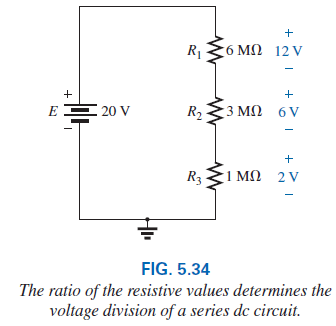 +
R1 6 MΩ 12 V
–
+
+
E 20 V R2 3 MΩ 6 V
–
–
+
R3 1 MΩ 2 V
–
FIG. 5.34
The ratio of the resistive values determines the
voltage division of a series dc circuit.